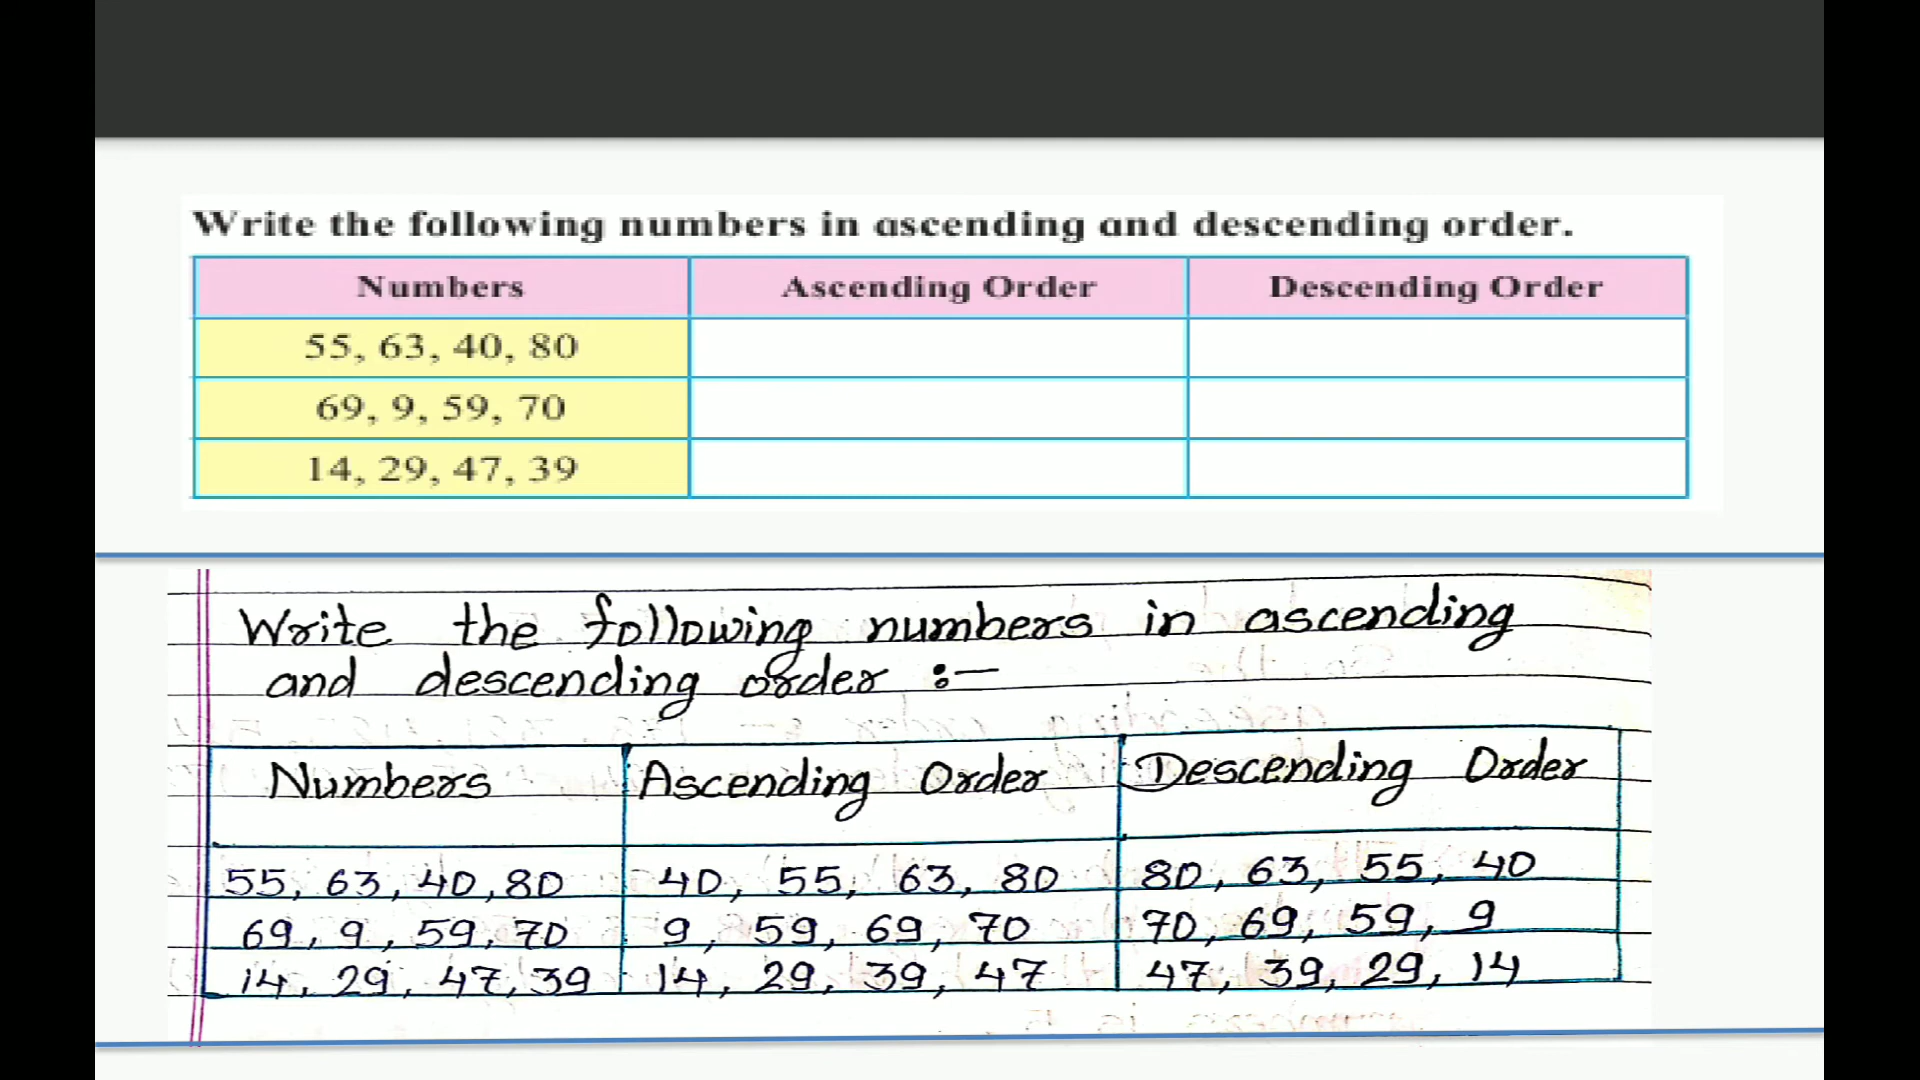 Write the following numbers in ascending and descending order.
Numbers Ascending Order Descending Order
55, 63, 40, 80
69, 9, 59, 70
14, 29, 47, 39
Write the following numbers in ascending
and descending order :-
Numbers Ascending Order Descending Order
55, 63, 40, 80 40, 55, 63, 80 80, 63, 55, 40
69, 9, 59, 70 9, 59, 69, 70 70, 69, 59, 9
14, 29, 47, 39 14, 29, 39, 47 47, 39, 29, 14